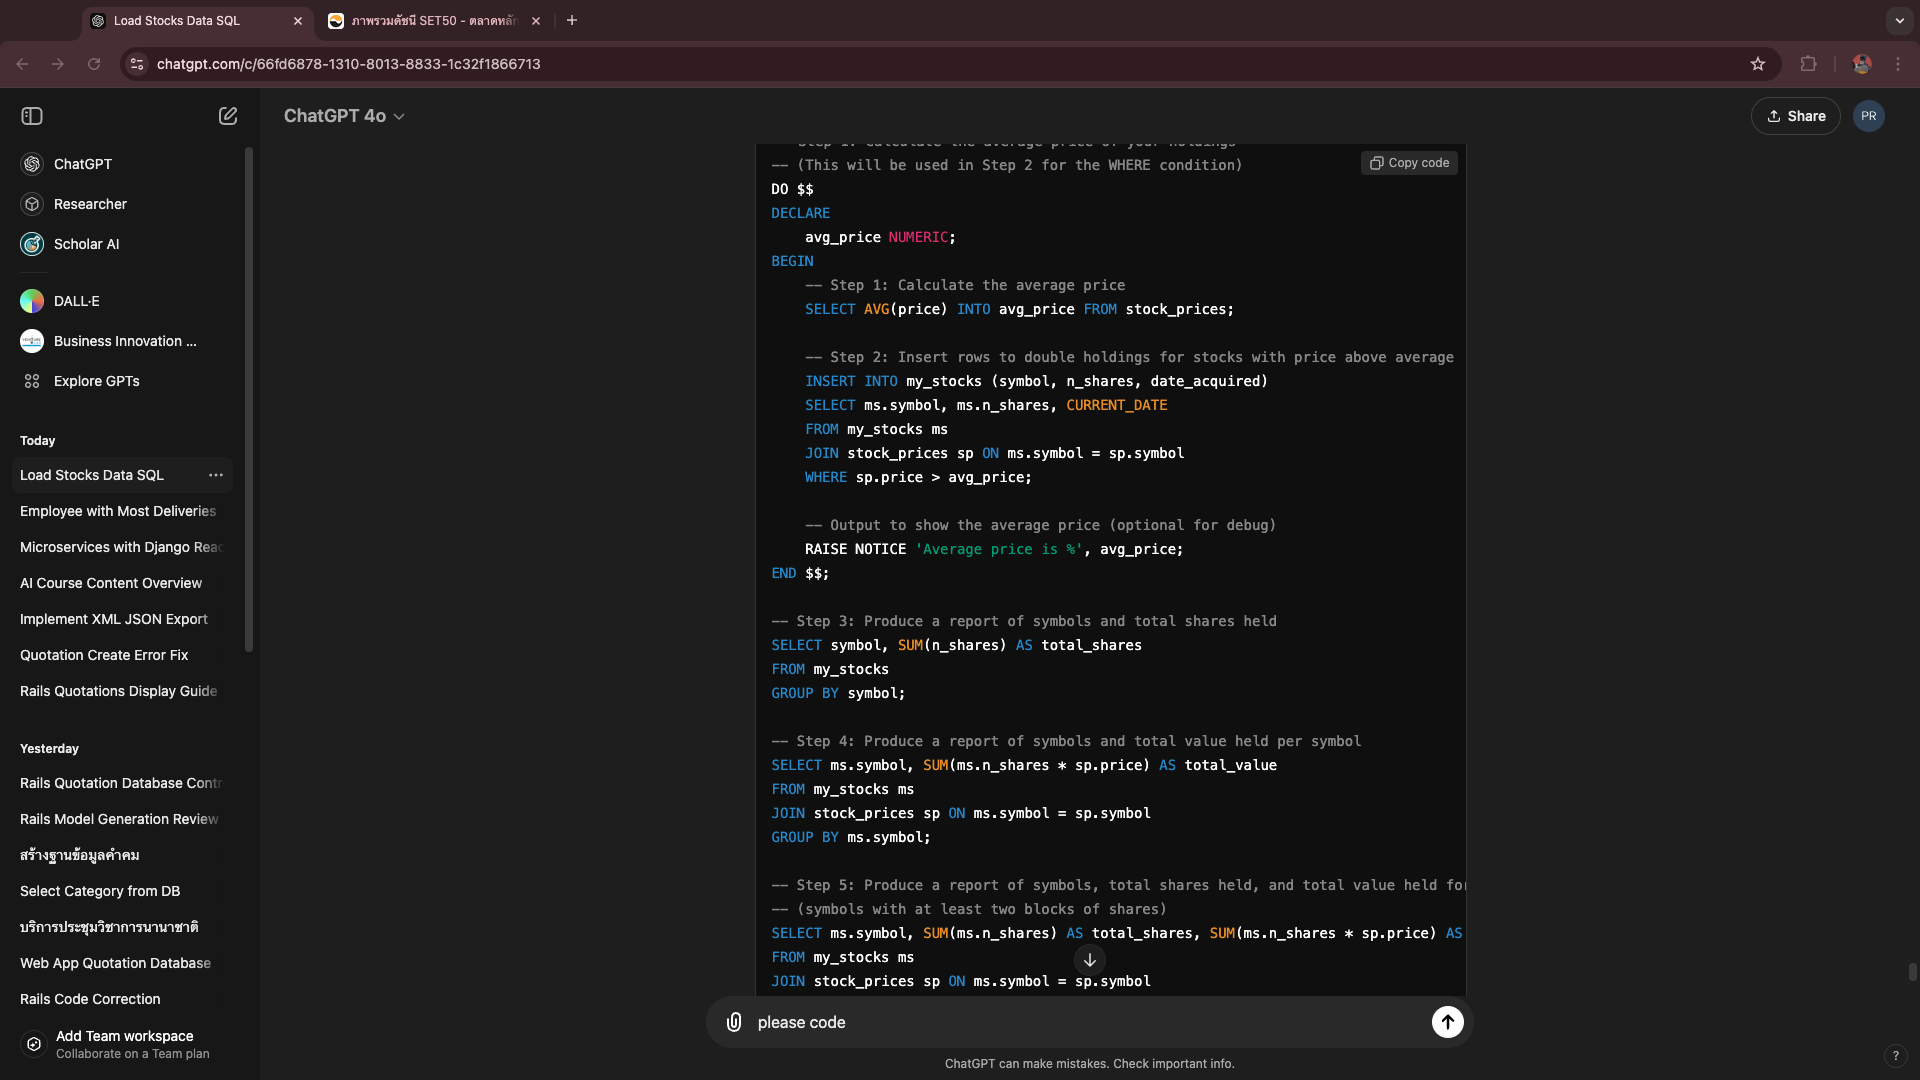 Load Stocks Data SQL
ภาพรวมดัชนี SET50 - ตลาดหลัก
chatgpt.com/c/66fd6878-1310-8013-8833-1c32f1866713
ChatGPT 4o
Share
PR
ChatGPT
Researcher
Scholar AI
DALL·E
Business Innovation ...
Explore GPTs
Today
Load Stocks Data SQL
Employee with Most Deliveries
Microservices with Django Reac
AI Course Content Overview
Implement XML JSON Export
Quotation Create Error Fix
Rails Quotations Display Guide
Yesterday
Rails Quotation Database Contr
Rails Model Generation Review
สร้างฐานข้อมูลคำคม
Select Category from DB
บริการประชุมวิชาการนานาชาติ
Web App Quotation Database
Rails Code Correction
Add Team workspace
Collaborate on a Team plan
Copy code
-- Step 1: Calculate the average price of your holdings
-- (This will be used in Step 2 for the WHERE condition)
DO $$
DECLARE
    avg_price NUMERIC;
BEGIN
    -- Step 1: Calculate the average price
    SELECT AVG(price) INTO avg_price FROM stock_prices;
    -- Step 2: Insert rows to double holdings for stocks with price above average
    INSERT INTO my_stocks (symbol, n_shares, date_acquired)
    SELECT ms.symbol, ms.n_shares, CURRENT_DATE
    FROM my_stocks ms
    JOIN stock_prices sp ON ms.symbol = sp.symbol
    WHERE sp.price > avg_price;
    -- Output to show the average price (optional for debug)
    RAISE NOTICE 'Average price is %', avg_price;
END $$;
-- Step 3: Produce a report of symbols and total shares held
SELECT symbol, SUM(n_shares) AS total_shares
FROM my_stocks
GROUP BY symbol;
-- Step 4: Produce a report of symbols and total value held per symbol
SELECT ms.symbol, SUM(ms.n_shares * sp.price) AS total_value
FROM my_stocks ms
JOIN stock_prices sp ON ms.symbol = sp.symbol
GROUP BY ms.symbol;
-- Step 5: Produce a report of symbols, total shares held, and total value held for
-- (symbols with at least two blocks of shares)
SELECT ms.symbol, SUM(ms.n_shares) AS total_shares, SUM(ms.n_shares * sp.price) AS
FROM my_stocks ms
JOIN stock_prices sp ON ms.symbol = sp.symbol
please code
ChatGPT can make mistakes. Check important info.
?